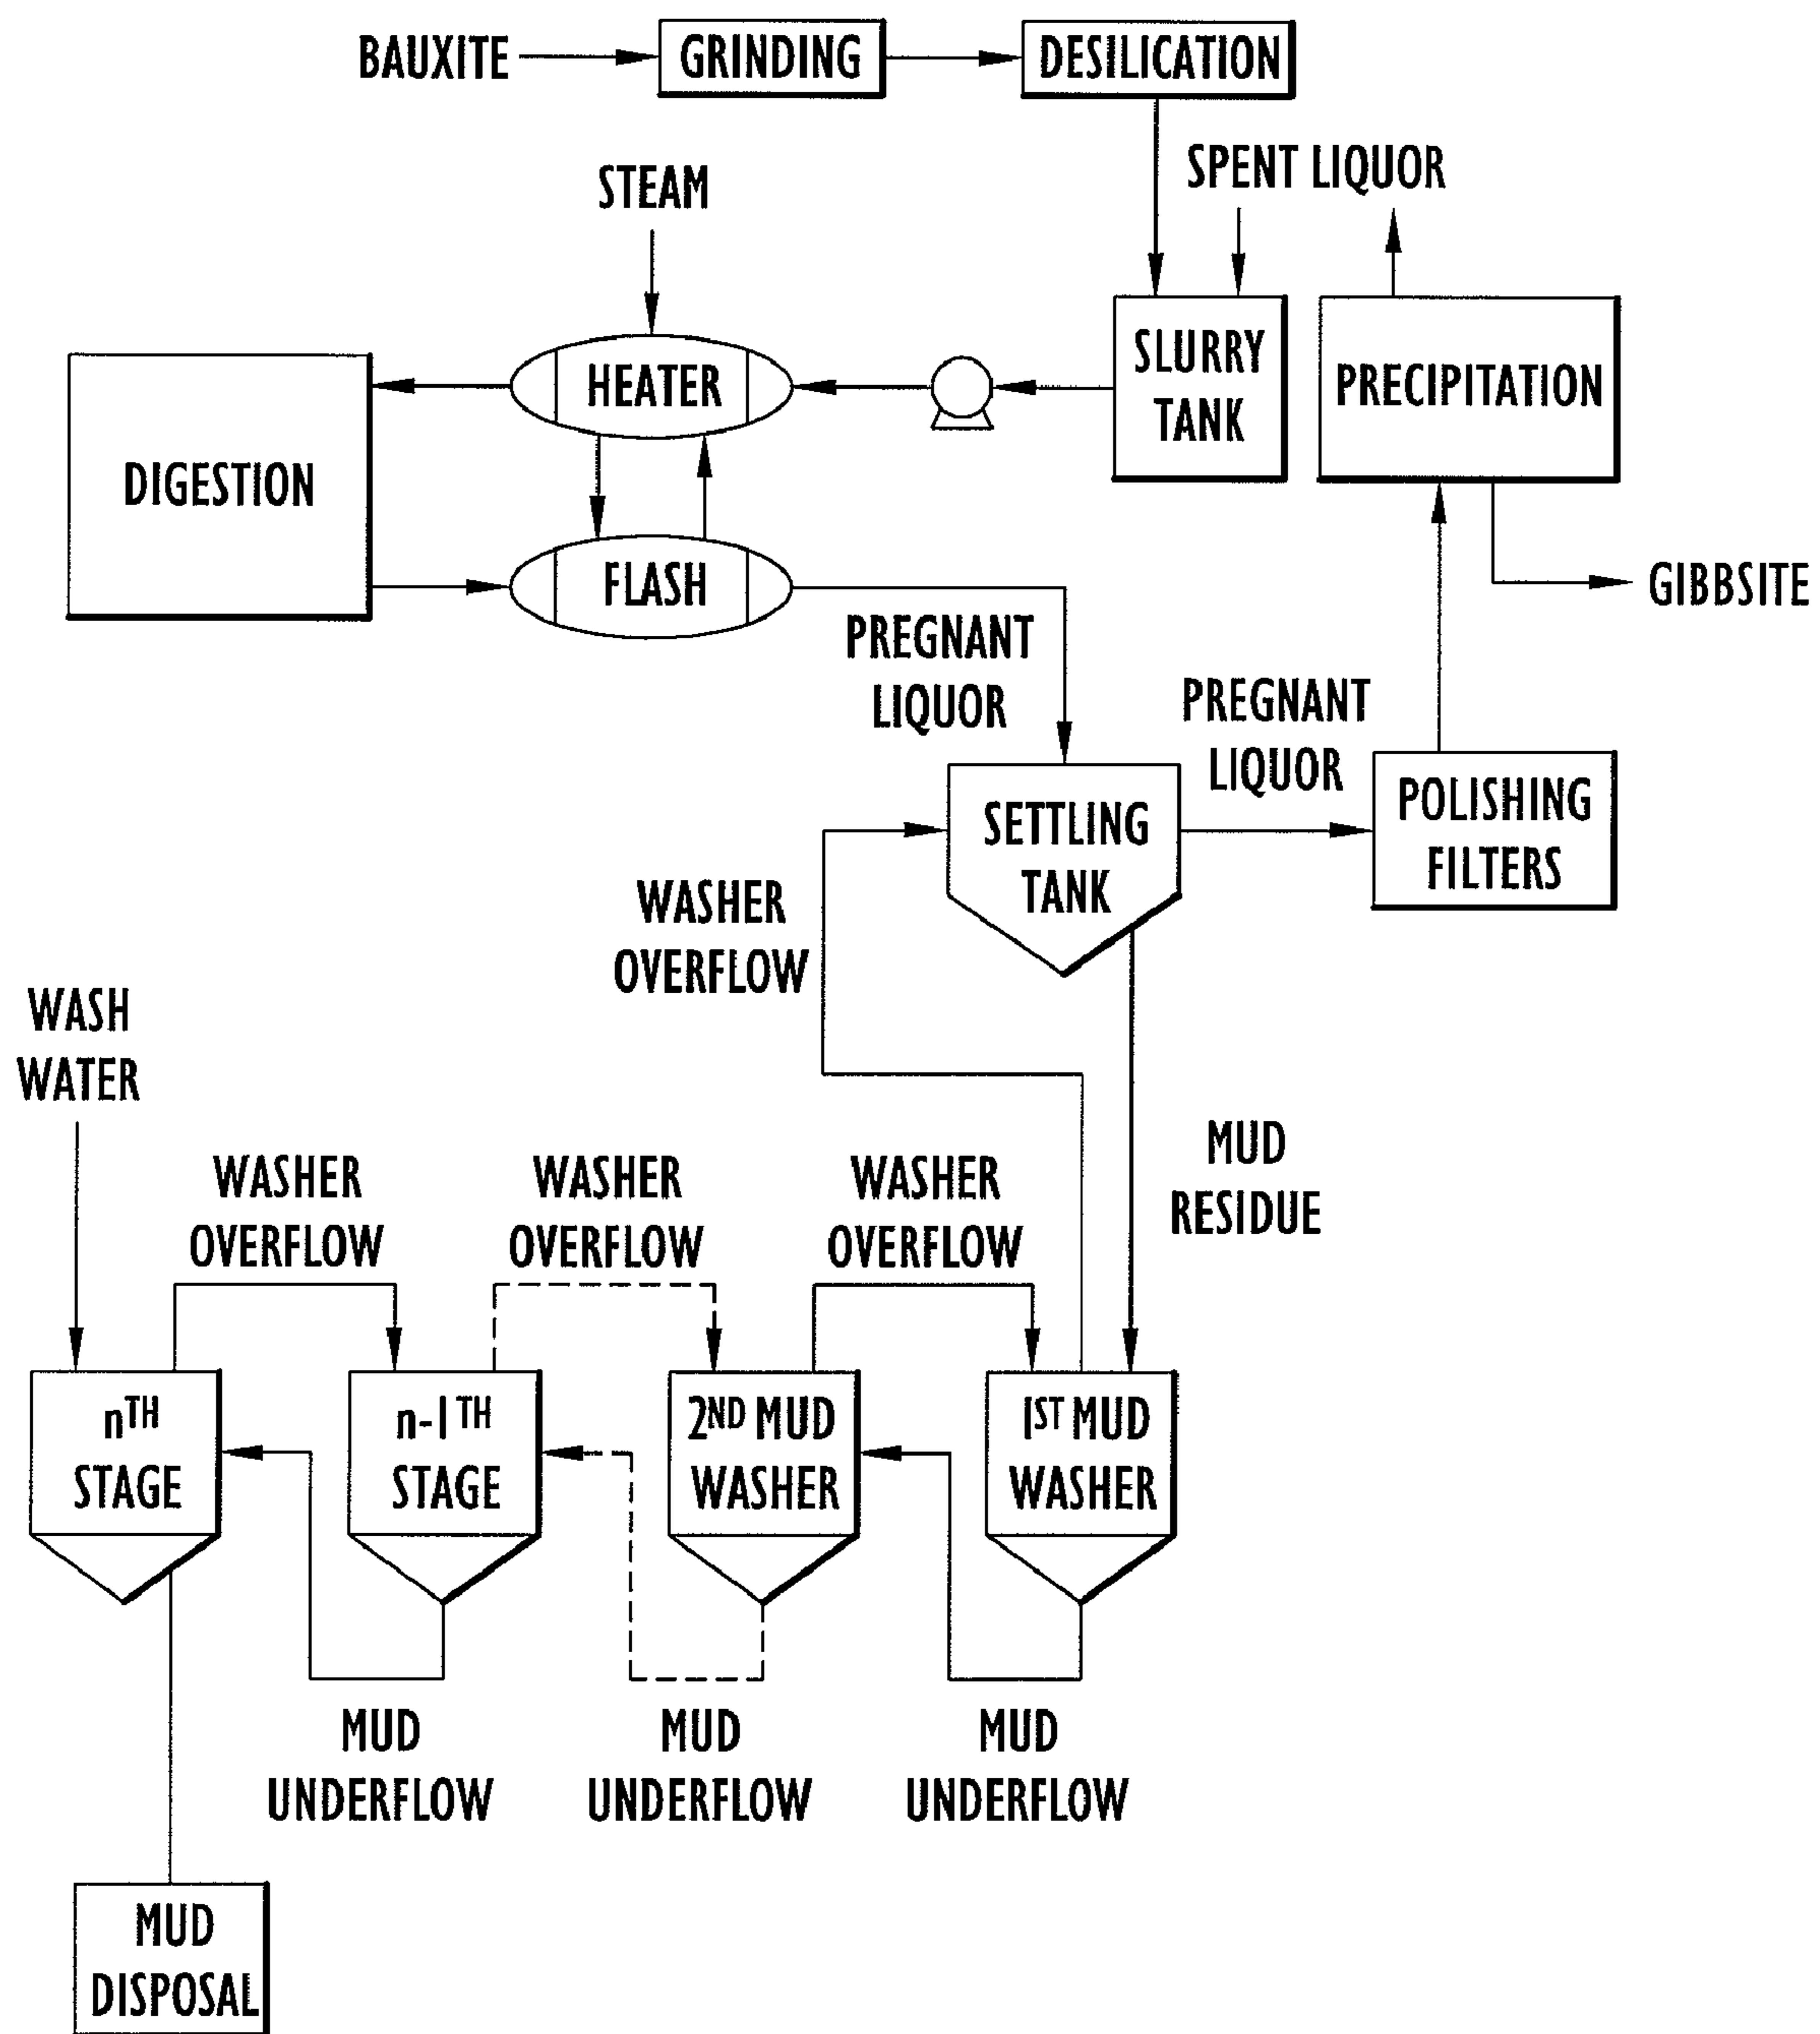 BAUXITE
GRINDING
DESILICATION
STEAM
SPENT LIQUOR
HEATER
SLURRY
TANK
PRECIPITATION
DIGESTION
FLASH
GIBBSITE
PREGNANT
LIQUOR
PREGNANT
LIQUOR
SETTLING
TANK
POLISHING
FILTERS
WASHER
OVERFLOW
WASH
WATER
MUD
RESIDUE
WASHER
OVERFLOW
WASHER
OVERFLOW
WASHER
OVERFLOW
nTH
STAGE
n-1TH
STAGE
2ND MUD
WASHER
1ST MUD
WASHER
MUD
UNDERFLOW
MUD
UNDERFLOW
MUD
UNDERFLOW
MUD
DISPOSAL